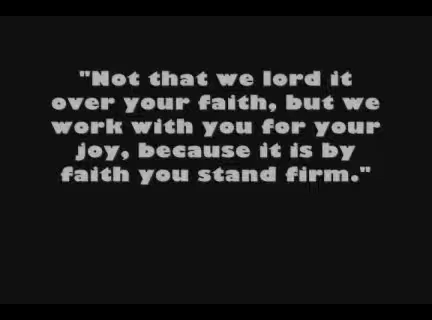 "Not that we lord it
over your faith, but we
work with you for your
joy, because it is by
faith you stand firm."